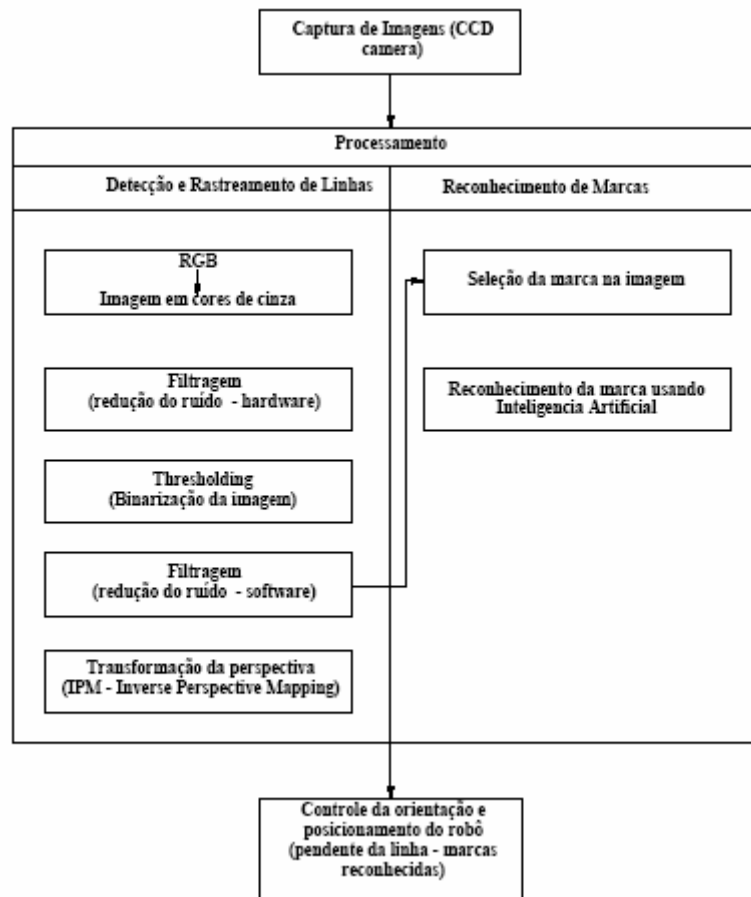 Captura de Imagens (CCD
camera)
Processamento
Detecção e Rastreamento de Linhas
Reconhecimento de Marcas
RGB
Imagem em cores de cinza
Filtragem
(redução do ruído - hardware)
Thresholding
(Binarização da imagem)
Filtragem
(redução do ruído - software)
Transformação da perspectiva
(IPM - Inverse Perspective Mapping)
Seleção da marca na imagem
Reconhecimento da marca usando
Inteligencia Artificial
Controle da orientação e
posicionamento do robô
(pendente da linha - marcas
reconhecidas)